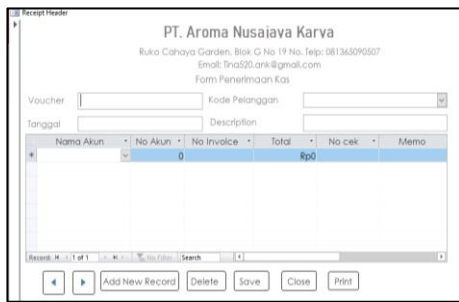 Receipt Header
PT. Aroma Nusajaya Karya
Ruko Cahaya Garden, Blok G No 19 No. Telp: 081365090507
Email: Tina520.ank@gmail.com
Form Penerimaan Kas
Voucher Kode Pelanggan
Tanggal Description
Nama Akun No Akun No Invoice Total No cek Memo
* 0 Rp0
Record: 1 of 1 No Filter Search
Add New Record Delete Save Close Print